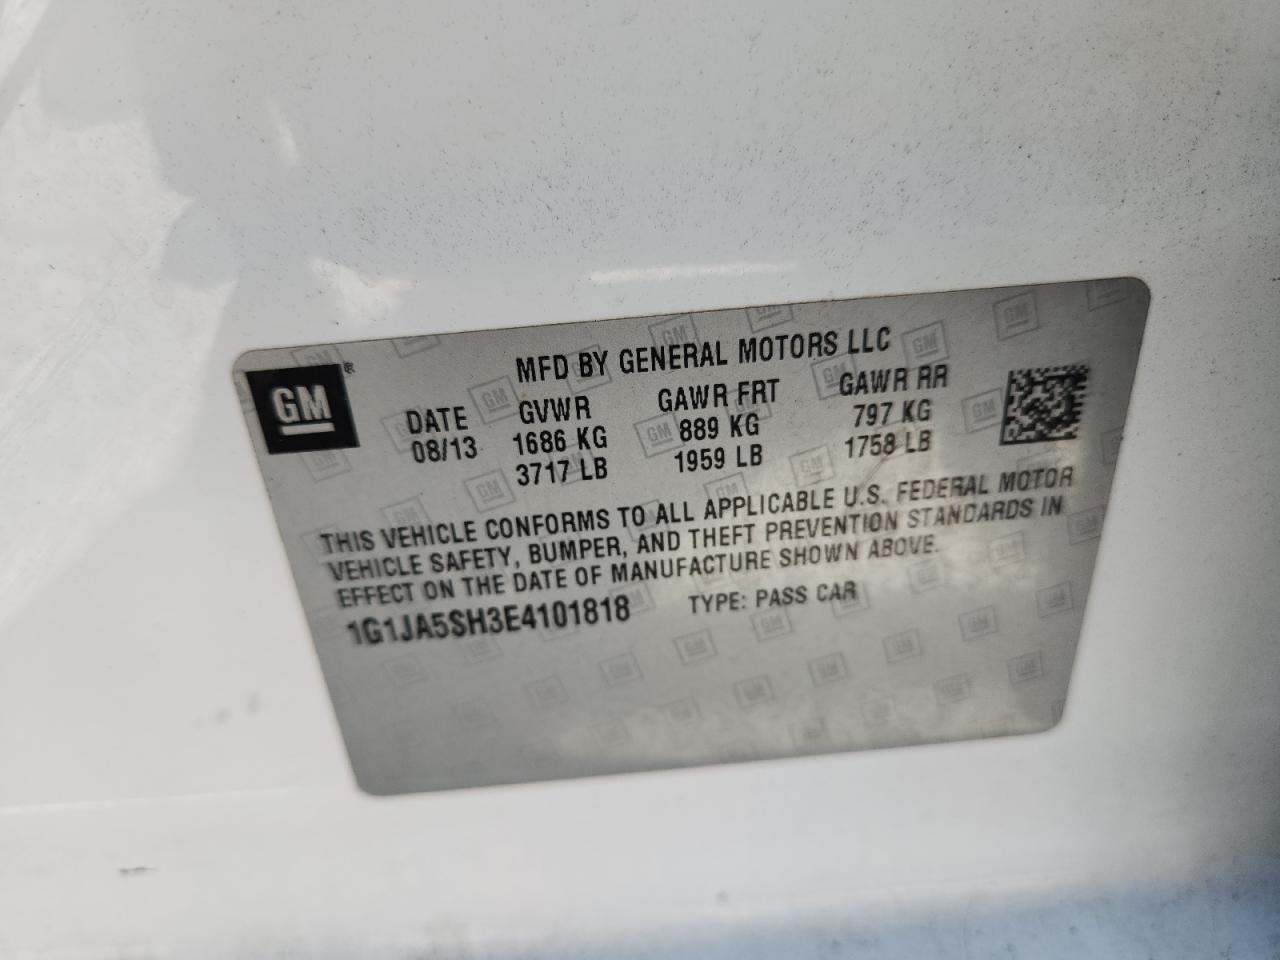 GM®
MFD BY GENERAL MOTORS LLC
DATE GVWR GAWR FRT GAWR RR
08/13 1686 KG 889 KG 797 KG
3717 LB 1959 LB 1758 LB
THIS VEHICLE CONFORMS TO ALL APPLICABLE U.S. FEDERAL MOTOR
VEHICLE SAFETY, BUMPER, AND THEFT PREVENTION STANDARDS IN
EFFECT ON THE DATE OF MANUFACTURE SHOWN ABOVE.
1G1JA5SH3E4101818 TYPE: PASS CAR